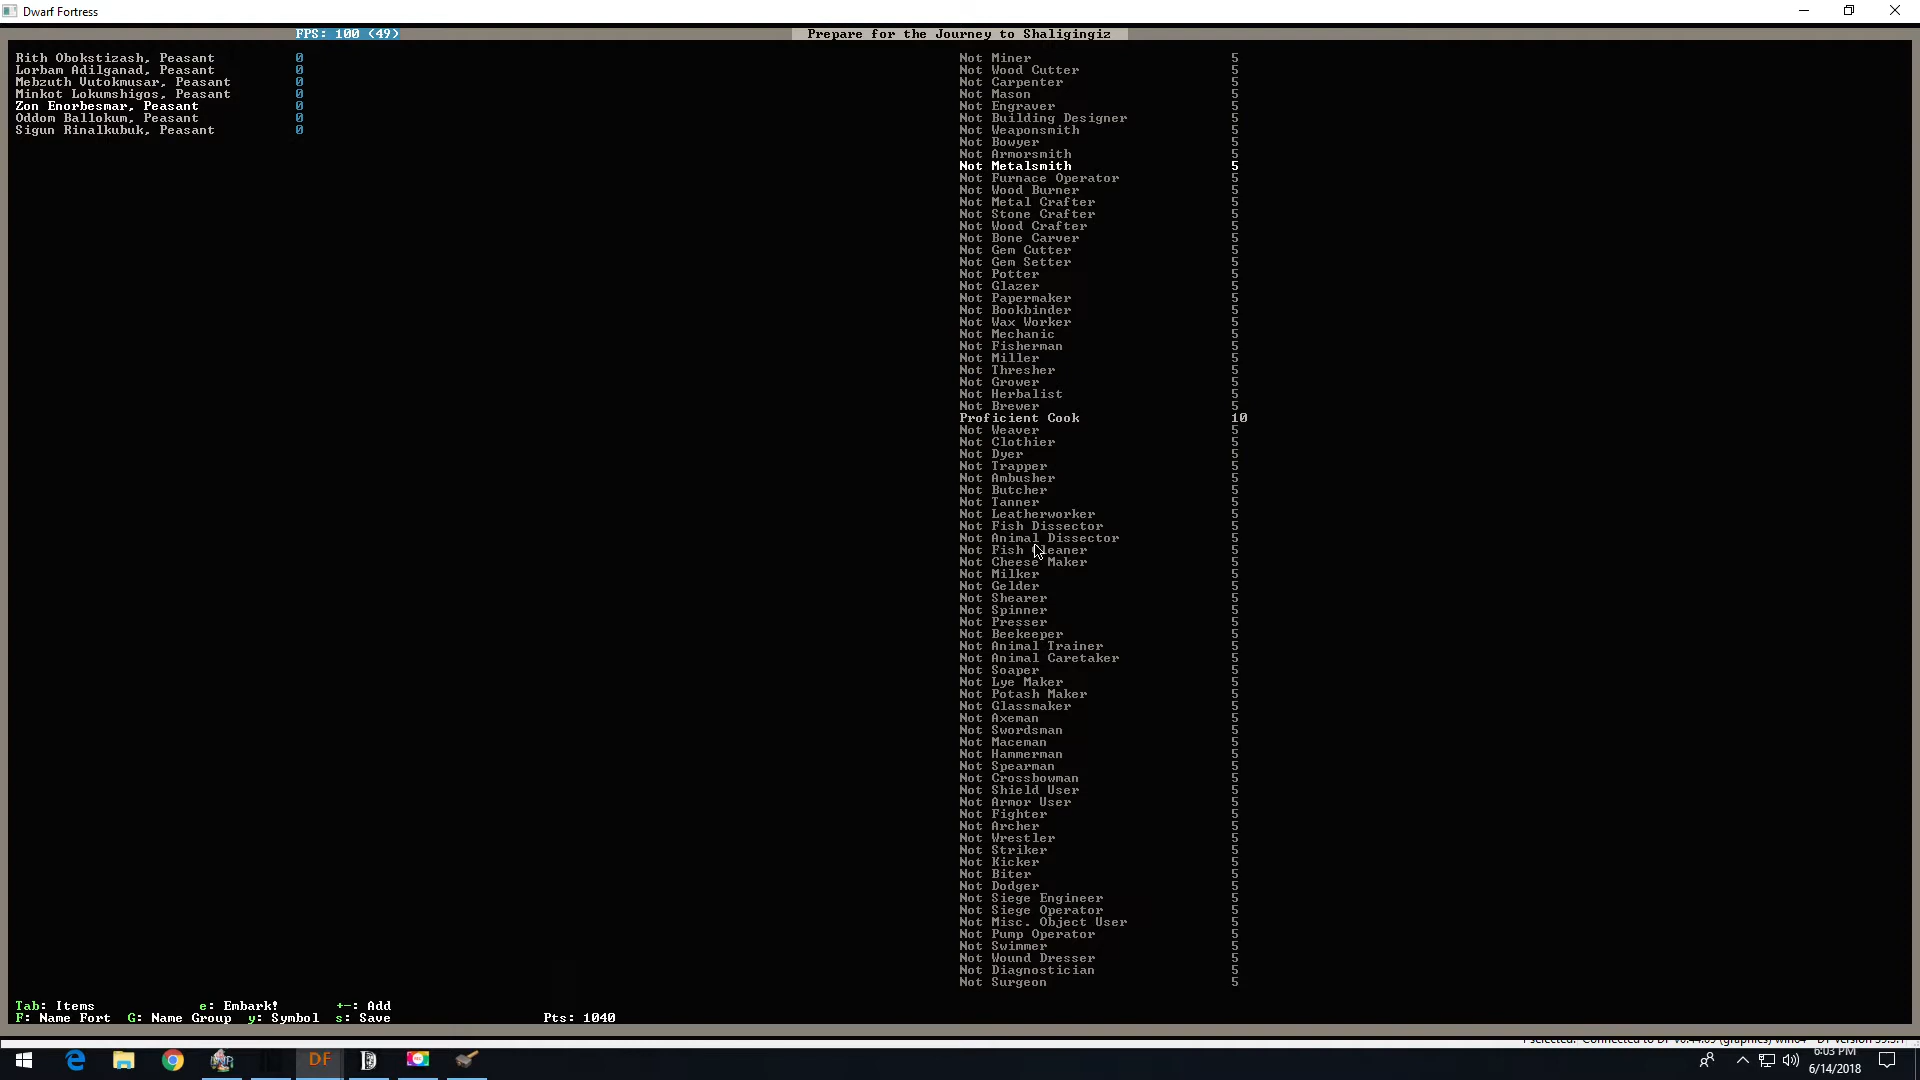 Dwarf Fortress
FPS: 100 (49)
Prepare for the Journey to Shaligingiz
Rith Obokstizash, Peasant 0
Lorbam Adilganad, Peasant 0
Mebzuth Vutokmusar, Peasant 0
Minkot Lokumshigos, Peasant 0
Zon Enorbesmar, Peasant 0
Oddom Ballokum, Peasant 0
Sigun Rinalkubuk, Peasant 0
Not Miner 5
Not Wood Cutter 5
Not Carpenter 5
Not Mason 5
Not Engraver 5
Not Building Designer 5
Not Weaponsmith 5
Not Bowyer 5
Not Armorsmith 5
Not Metalsmith 5
Not Furnace Operator 5
Not Wood Burner 5
Not Metal Crafter 5
Not Stone Crafter 5
Not Wood Crafter 5
Not Bone Carver 5
Not Gem Cutter 5
Not Gem Setter 5
Not Potter 5
Not Glazer 5
Not Papermaker 5
Not Bookbinder 5
Not Wax Worker 5
Not Mechanic 5
Not Fisherman 5
Not Miller 5
Not Thresher 5
Not Grower 5
Not Herbalist 5
Not Brewer 5
Proficient Cook 10
Not Weaver 5
Not Clothier 5
Not Dyer 5
Not Trapper 5
Not Ambusher 5
Not Butcher 5
Not Tanner 5
Not Leatherworker 5
Not Fish Dissector 5
Not Animal Dissector 5
Not Fish Cleaner 5
Not Cheese Maker 5
Not Milker 5
Not Gelder 5
Not Shearer 5
Not Spinner 5
Not Presser 5
Not Beekeeper 5
Not Animal Trainer 5
Not Animal Caretaker 5
Not Soaper 5
Not Lye Maker 5
Not Potash Maker 5
Not Glassmaker 5
Not Axeman 5
Not Swordsman 5
Not Maceman 5
Not Hammerman 5
Not Spearman 5
Not Crossbowman 5
Not Shield User 5
Not Armor User 5
Not Fighter 5
Not Archer 5
Not Wrestler 5
Not Striker 5
Not Kicker 5
Not Biter 5
Not Dodger 5
Not Siege Engineer 5
Not Siege Operator 5
Not Misc. Object User 5
Not Pump Operator 5
Not Swimmer 5
Not Wound Dresser 5
Not Diagnostician 5
Not Surgeon 5
Tab: Items e: Embark! +-: Add
F: Name Fort G: Name Group y: Symbol s: Save Pts: 1040
DF
6:03 PM
6/14/2018